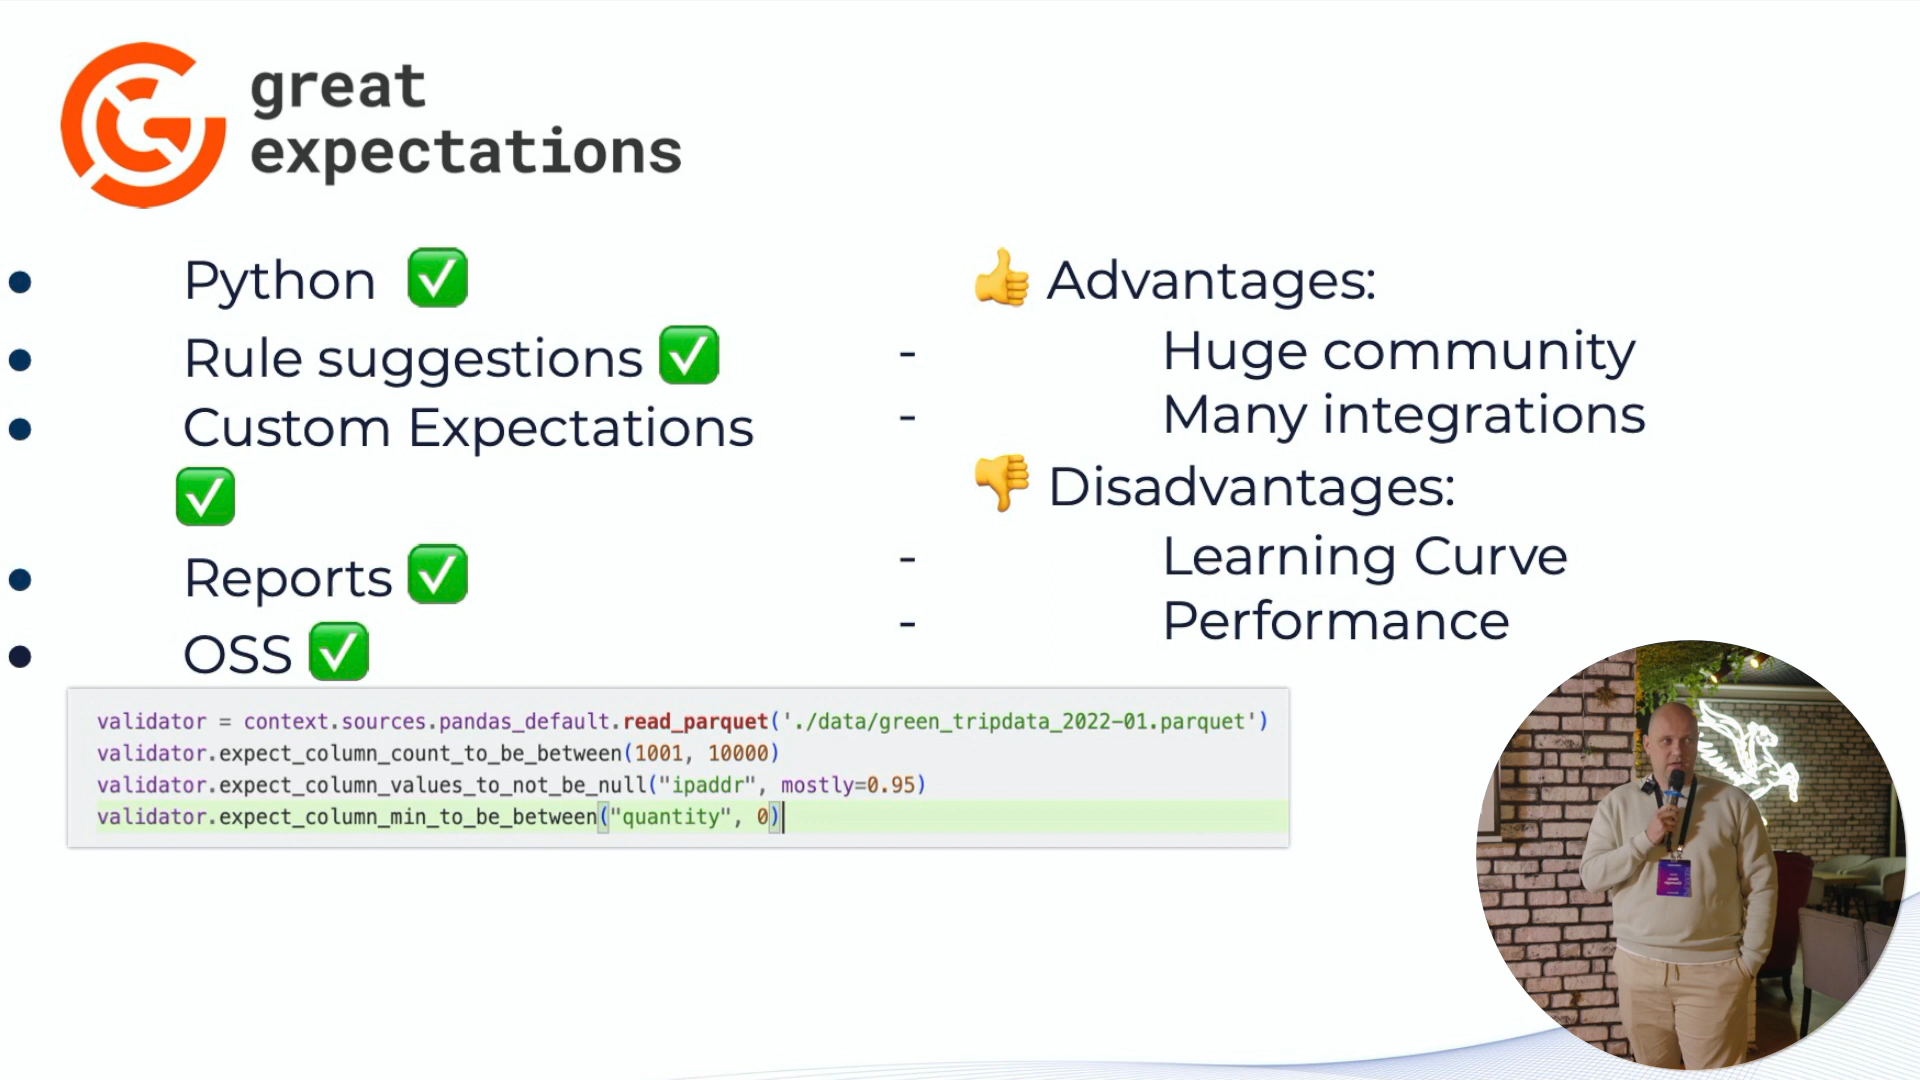 great
expectations
Python ✅
Rule suggestions ✅
Custom Expectations
✅
Reports ✅
OSS ✅
👍 Advantages:
- Huge community
- Many integrations
👎 Disadvantages:
- Learning Curve
- Performance
validator = context.sources.pandas_default.read_parquet('./data/green_tripdata_2022-01.parquet')
validator.expect_column_count_to_be_between(1001, 10000)
validator.expect_column_values_to_not_be_null("ipaddr", mostly=0.95)
validator.expect_column_min_to_be_between("quantity", 0)